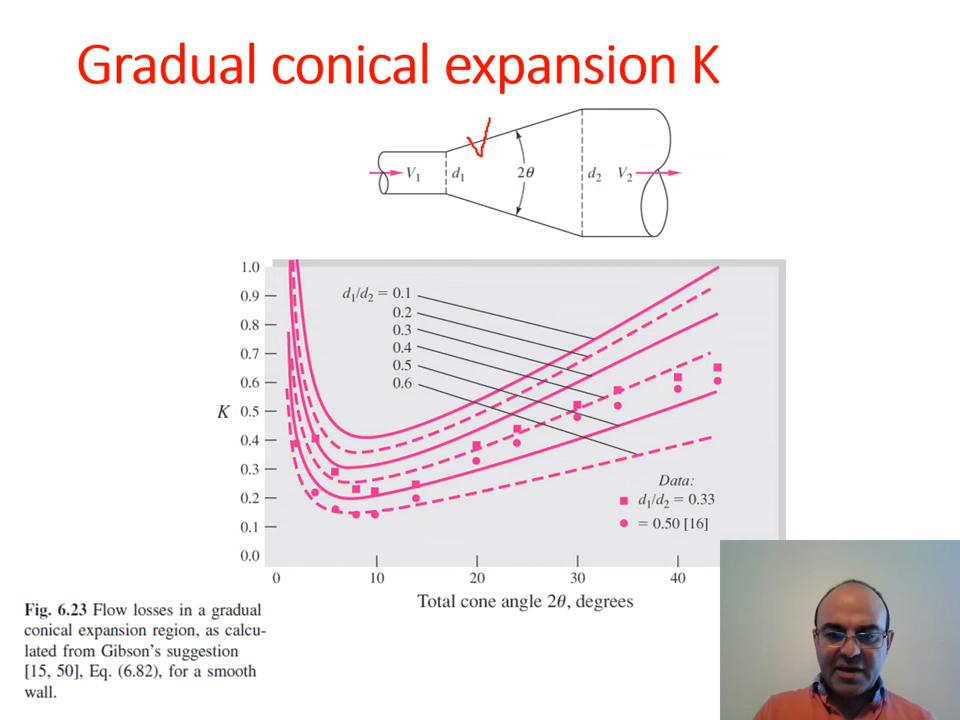 Gradual conical expansion K
V₁ d₁ 2θ d₂ V₂
1.0
0.9
0.8
0.7
0.6
0.5
0.4
0.3
0.2
0.1
0.0
K
d₁/d₂ = 0.1
0.2
0.3
0.4
0.5
0.6
Data:
d₁/d₂ = 0.33
= 0.50 [16]
0 10 20 30 40
Total cone angle 2θ, degrees
Fig. 6.23 Flow losses in a gradual
conical expansion region, as calcu-
lated from Gibson's suggestion
[15, 50], Eq. (6.82), for a smooth
wall.